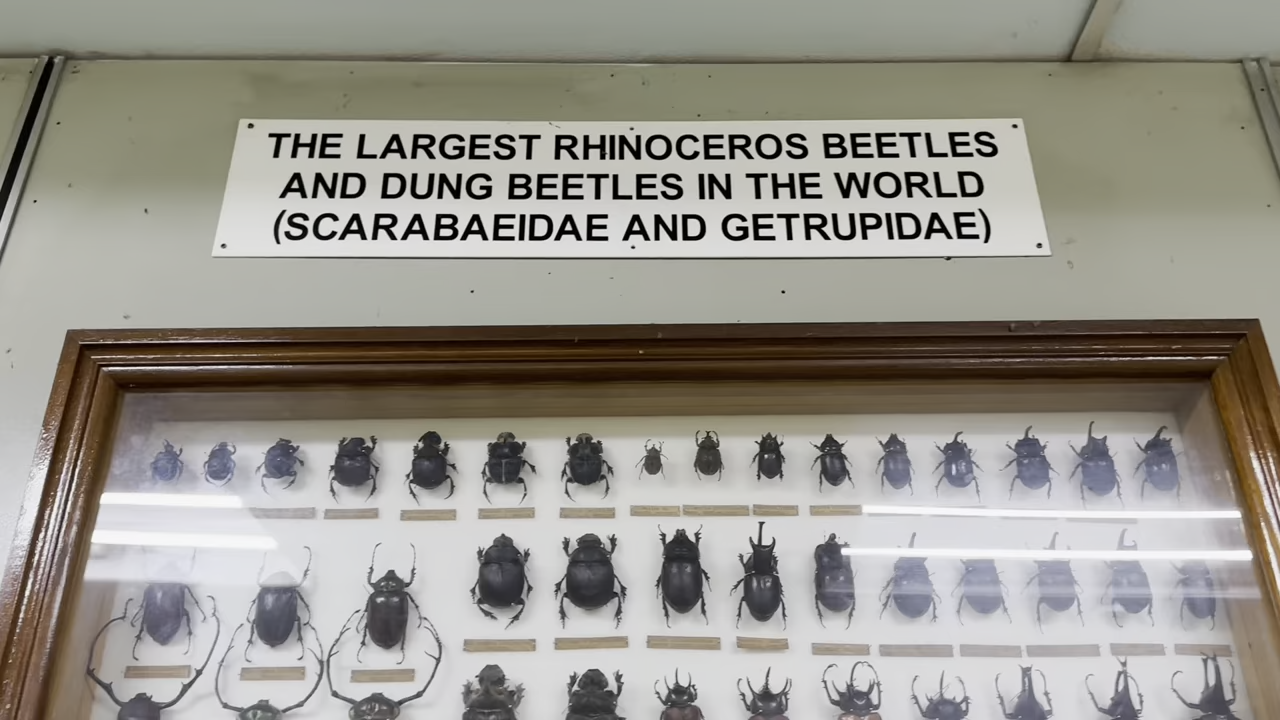 THE LARGEST RHINOCEROS BEETLES
AND DUNG BEETLES IN THE WORLD
(SCARABAEIDAE AND GETRUPIDAE)